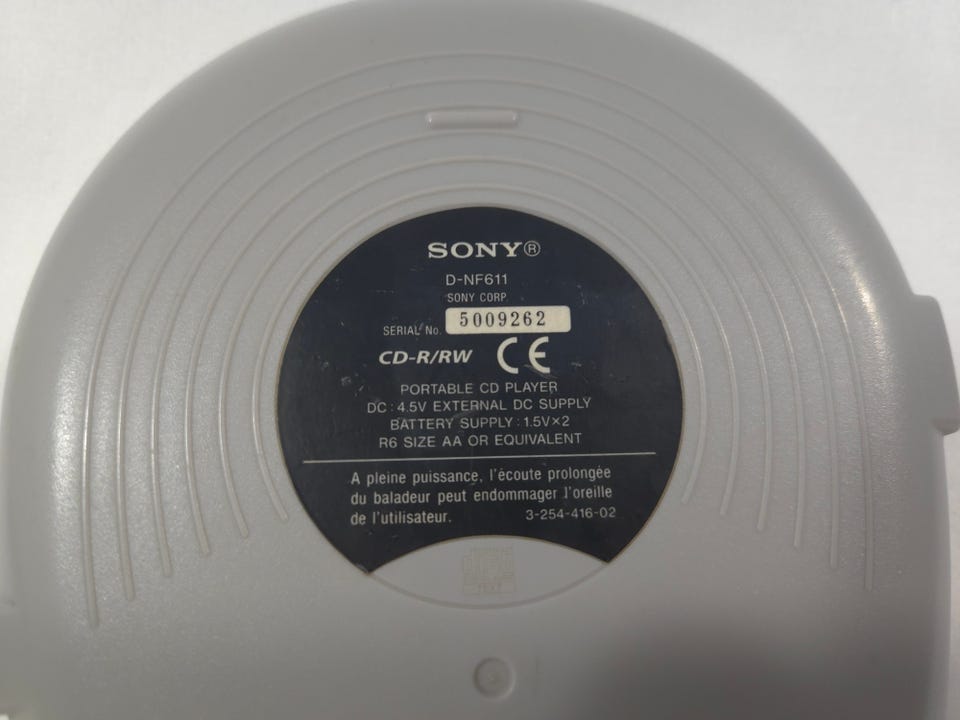 SONY®
D-NF611
SONY CORP.
SERIAL No. 5009262
CD-R/RW CE
PORTABLE CD PLAYER
DC : 4.5V EXTERNAL DC SUPPLY
BATTERY SUPPLY : 1.5V×2
R6 SIZE AA OR EQUIVALENT
A pleine puissance, l'écoute prolongée
du baladeur peut endommager l'oreille
de l'utilisateur. 3-254-416-02
TEXT